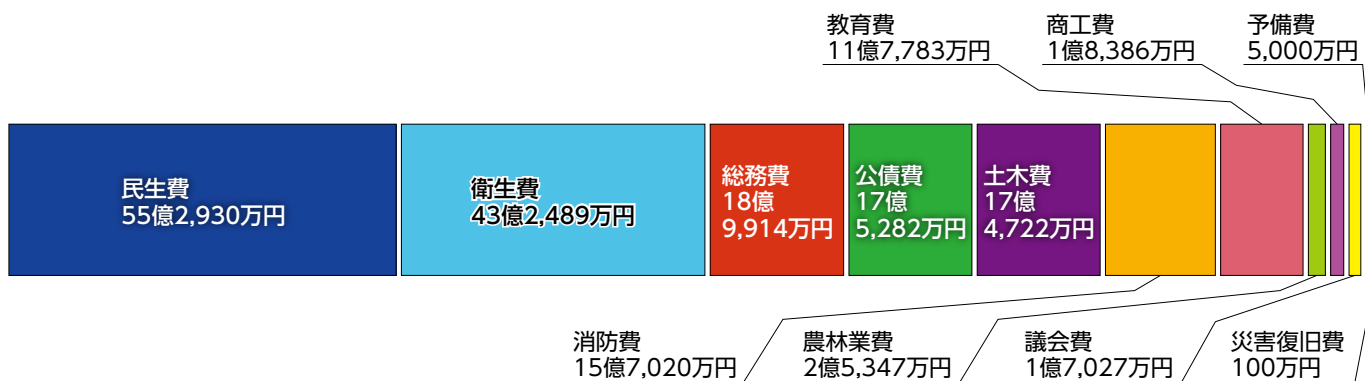 教育費
11億7,783万円
商工費
1億8,386万円
予備費
5,000万円
民生費
55億2,930万円
衛生費
43億2,489万円
総務費
18億
9,914万円
公債費
17億
5,282万円
土木費
17億
4,722万円
消防費
15億7,020万円
農林業費
2億5,347万円
議会費
1億7,027万円
災害復旧費
100万円